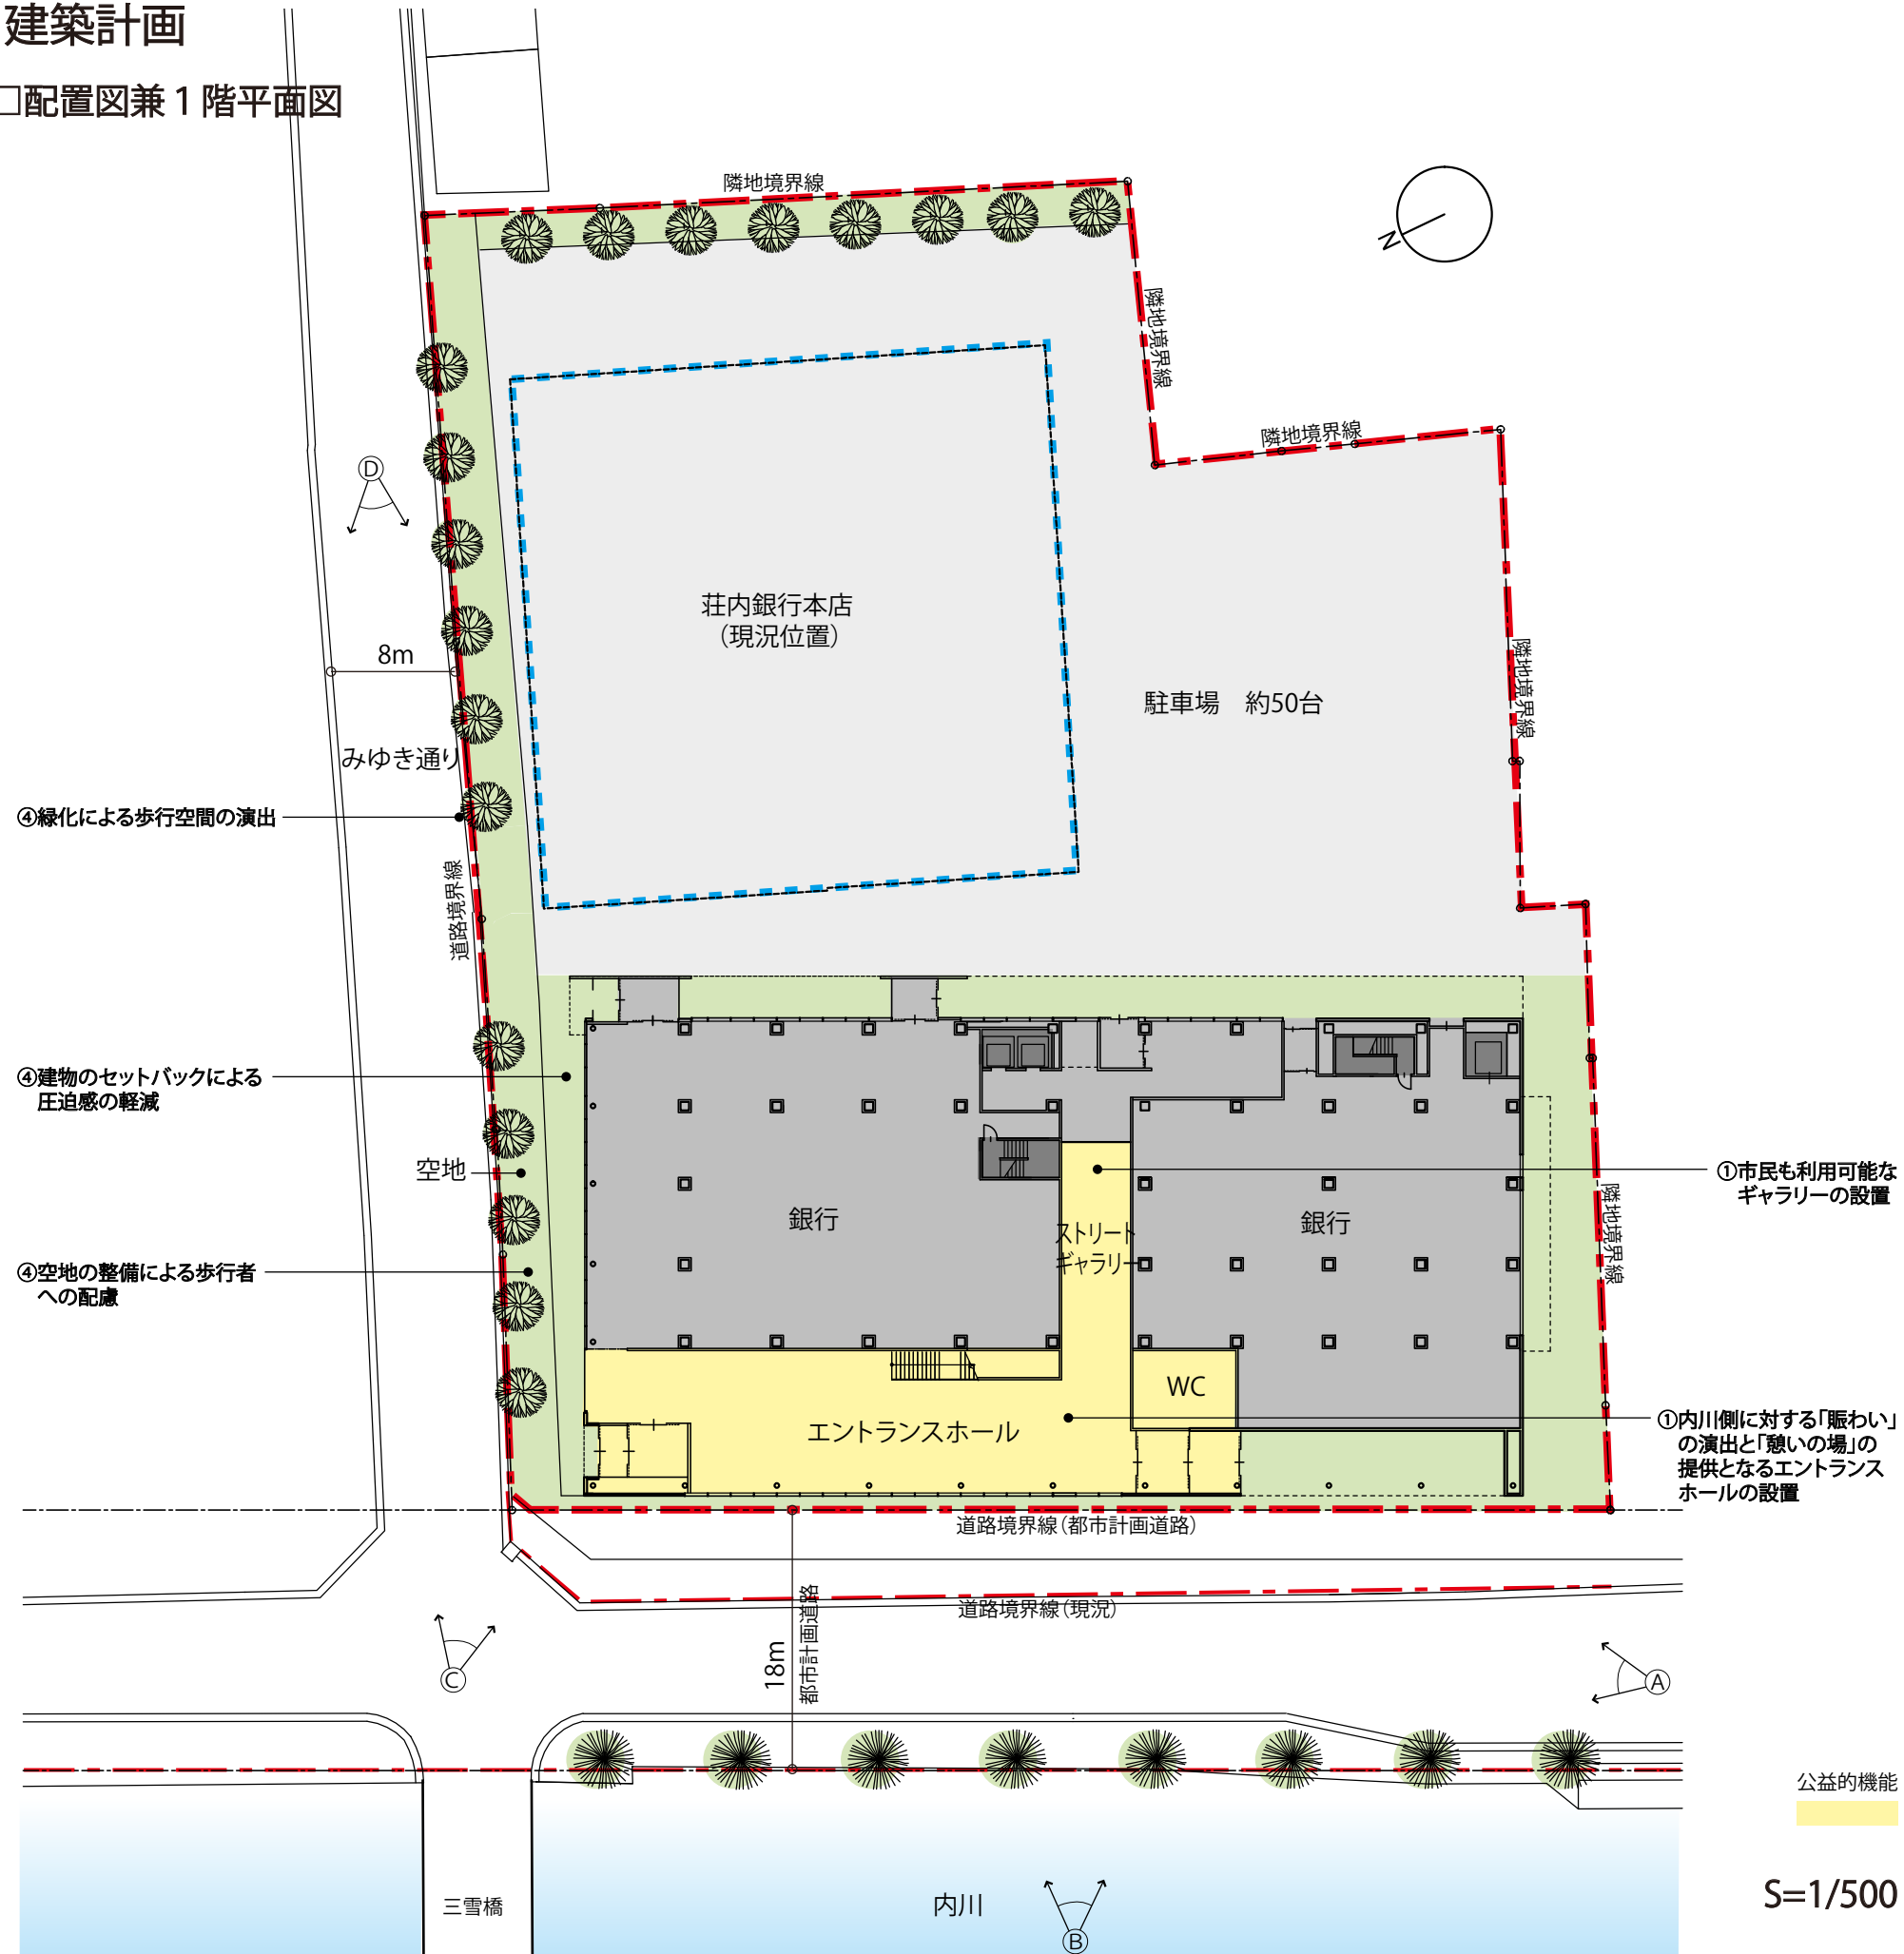 建築計画
□配置図兼1階平面図
隣地境界線
N
隣地境界線
隣地境界線
D
荘内銀行本店
（現況位置）
8m
隣地境界線
駐車場　約50台
みゆき通り
④緑化による歩行空間の演出
道路境界線
④建物のセットバックによる
圧迫感の軽減
空地
①市民も利用可能な
ギャラリーの設置
銀行
ストリート
ギャラリー
銀行
隣地境界線
④空地の整備による歩行者
への配慮
WC
エントランスホール
①内川側に対する「賑わい」
の演出と「憩いの場」の
提供となるエントランス
ホールの設置
道路境界線（都市計画道路）
道路境界線（現況）
18m
都市計画道路
C
A
公益的機能
三雪橋
内川
B
S=1/500